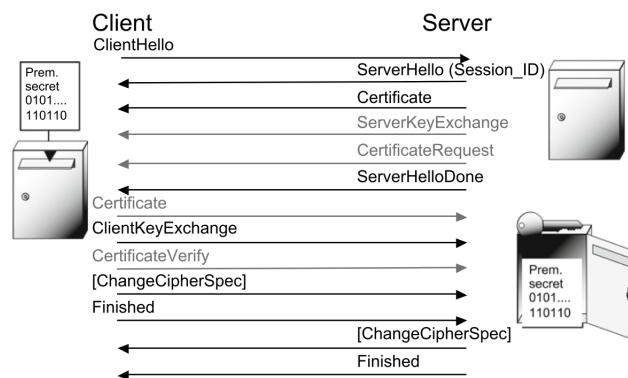 Client
Server
ClientHello
ServerHello (Session_ID)
Prem.
secret
0101....
110110
Certificate
ServerKeyExchange
CertificateRequest
ServerHelloDone
Certificate
ClientKeyExchange
CertificateVerify
[ChangeCipherSpec]
Finished
Prem.
secret
0101....
110110
[ChangeCipherSpec]
Finished